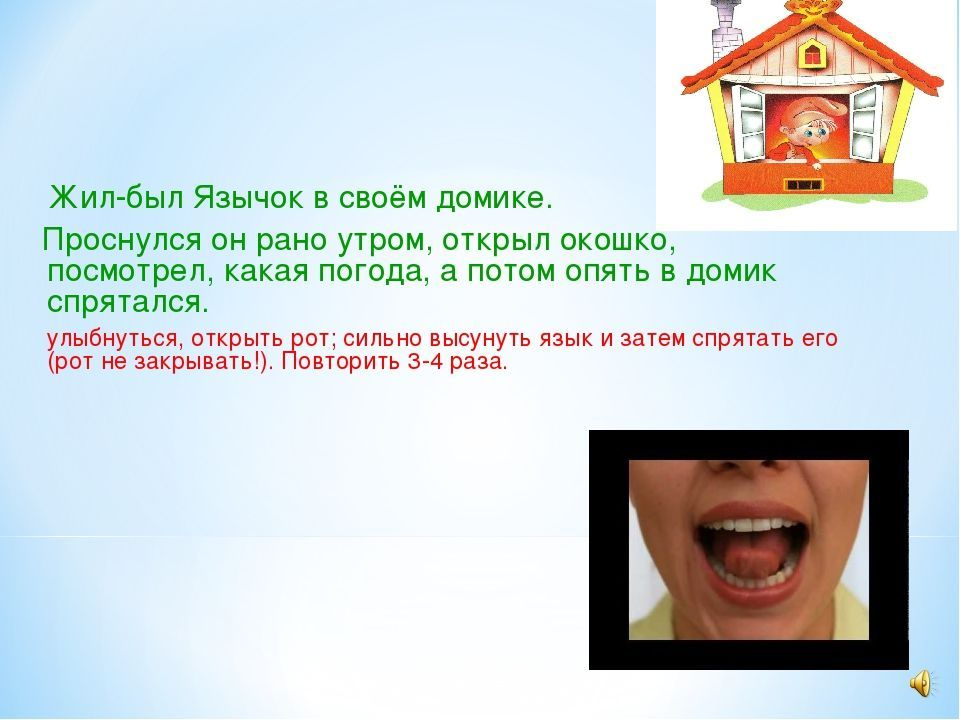 Жил-был Язычок в своём домике.
Проснулся он рано утром, открыл окошко,
посмотрел, какая погода, а потом опять в домик
спрятался.
улыбнуться, открыть рот; сильно высунуть язык и затем спрятать его
(рот не закрывать!). Повторить 3-4 раза.